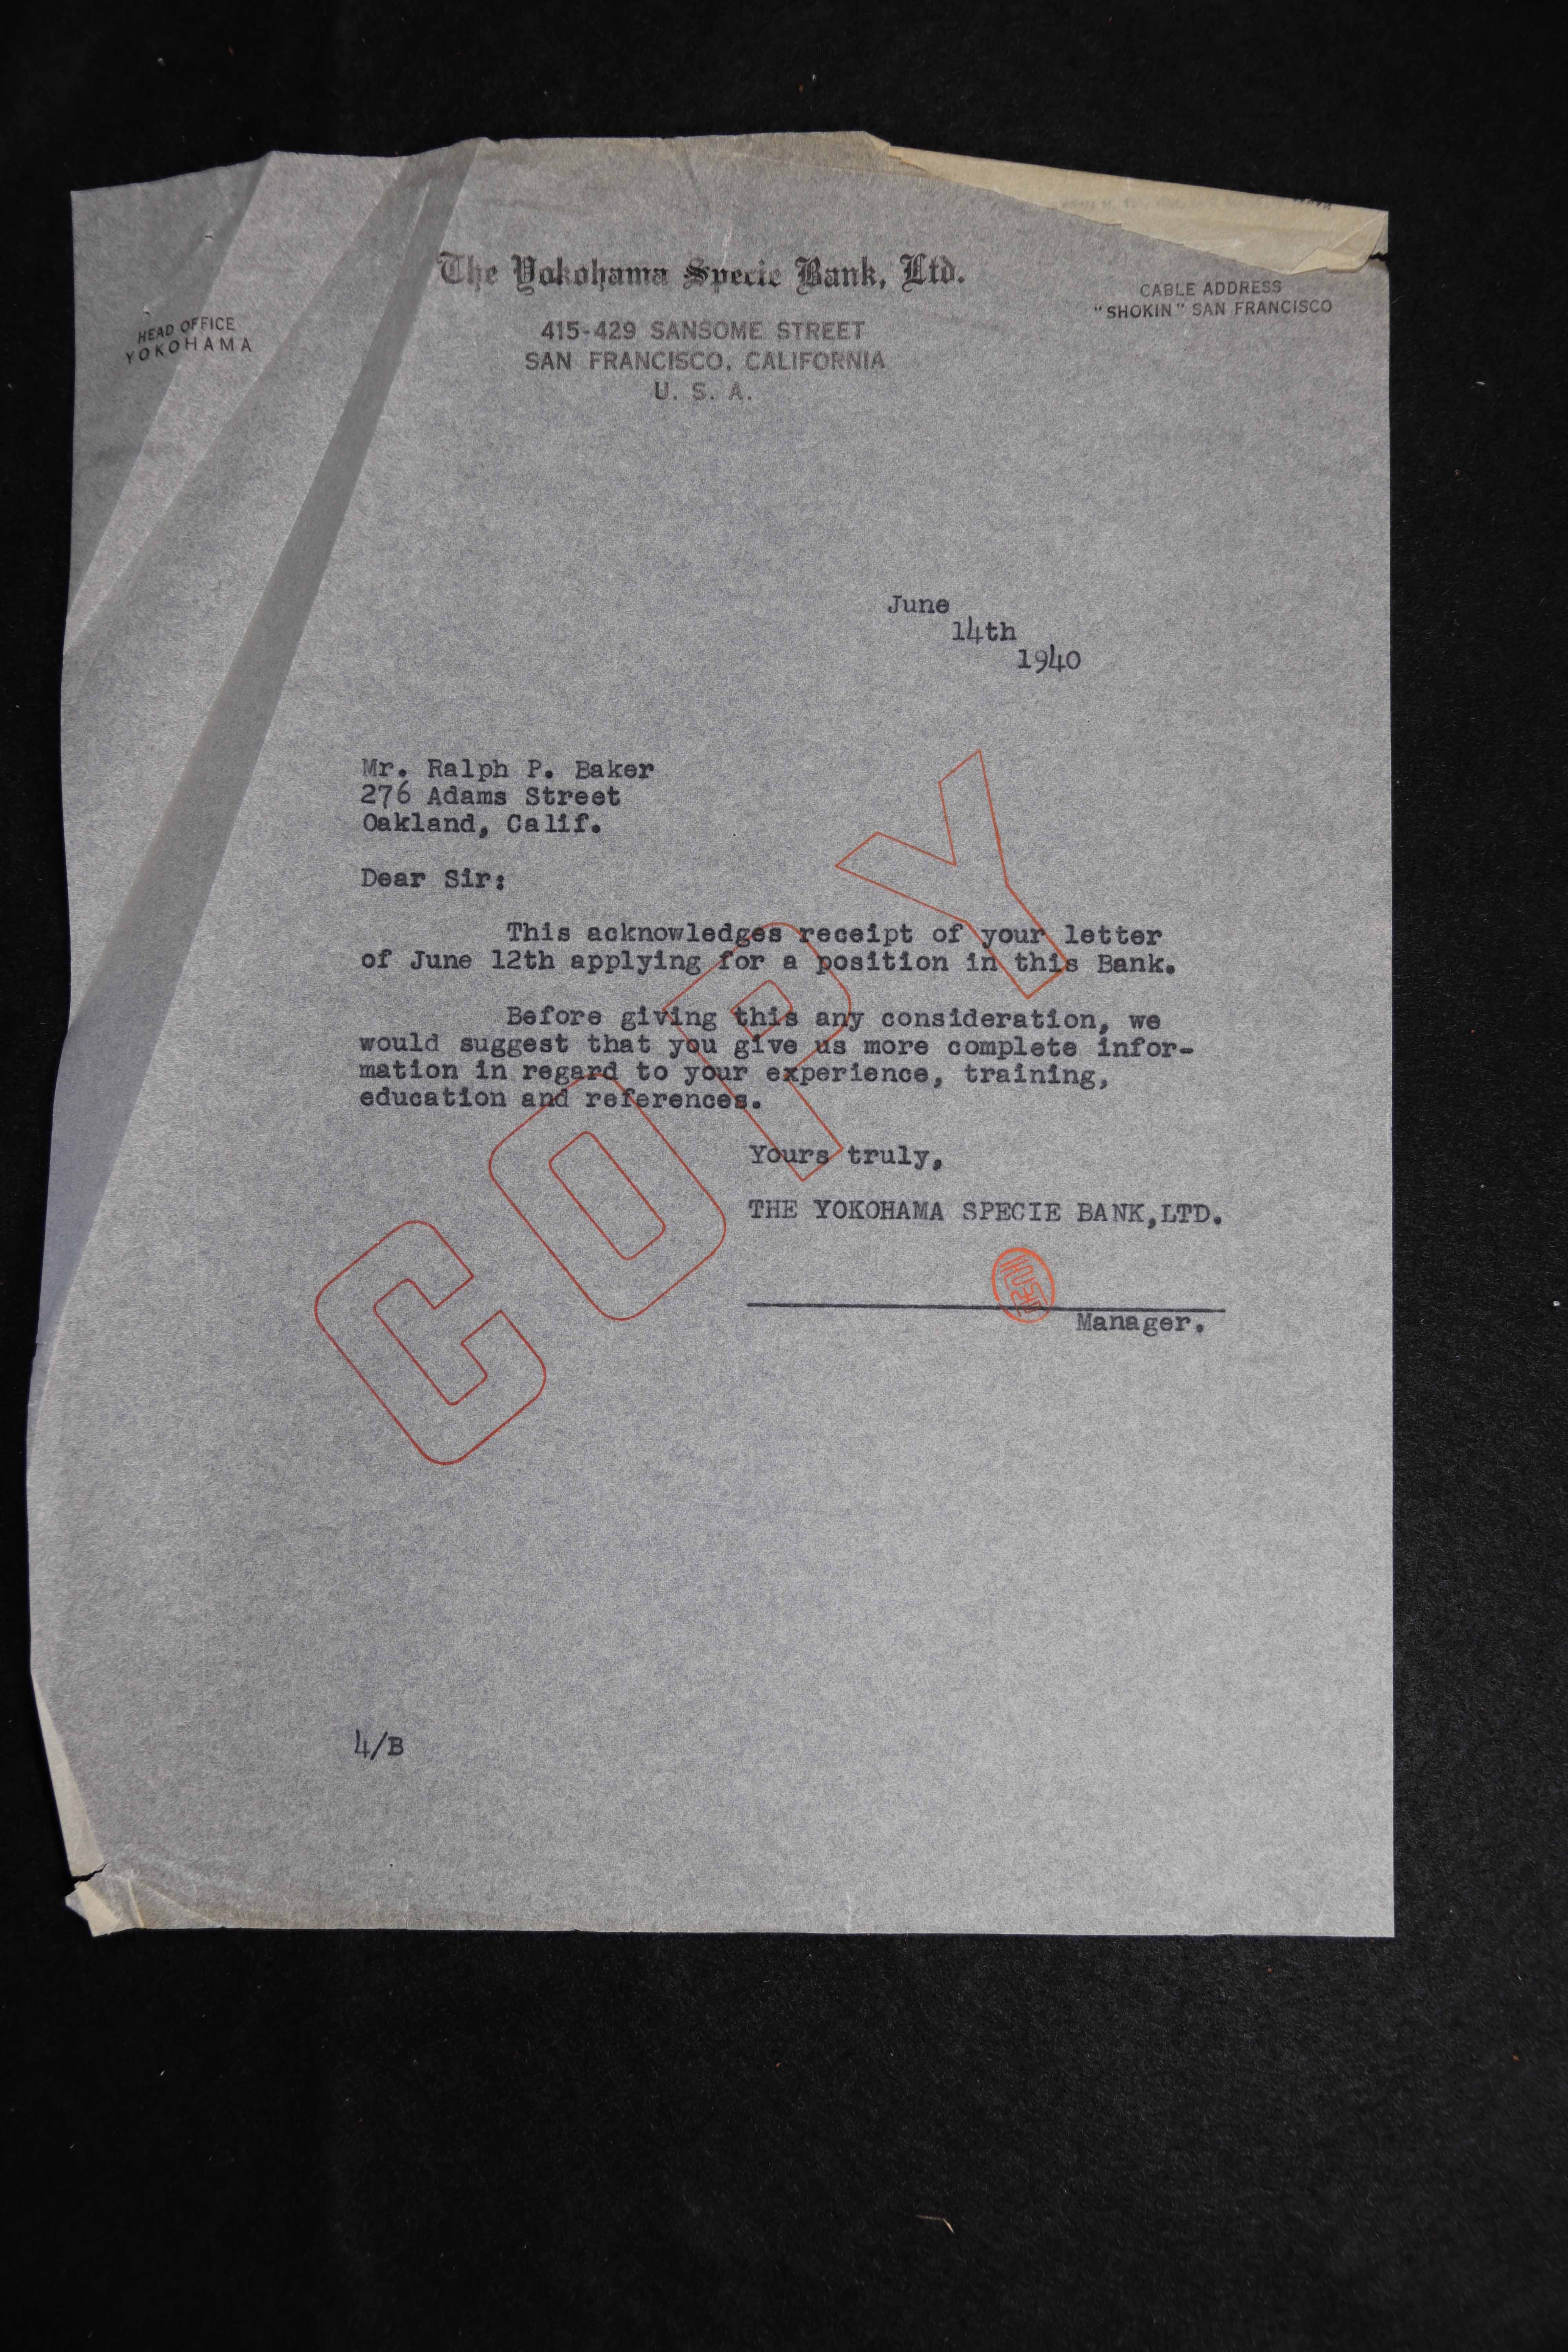 The Yokohama Specie Bank, Ltd.
HEAD OFFICE
YOKOHAMA
415-429 SANSOME STREET
SAN FRANCISCO, CALIFORNIA
U. S. A.
CABLE ADDRESS
"SHOKIN" SAN FRANCISCO
June
14th
1940
Mr. Ralph P. Baker
276 Adams Street
Oakland, Calif.
Dear Sir:
This acknowledges receipt of your letter
of June 12th applying for a position in this Bank.
Before giving this any consideration, we
would suggest that you give us more complete infor-
mation in regard to your experience, training,
education and references.
Yours truly,
THE YOKOHAMA SPECIE BANK,LTD.
Manager.
COPY
4/B